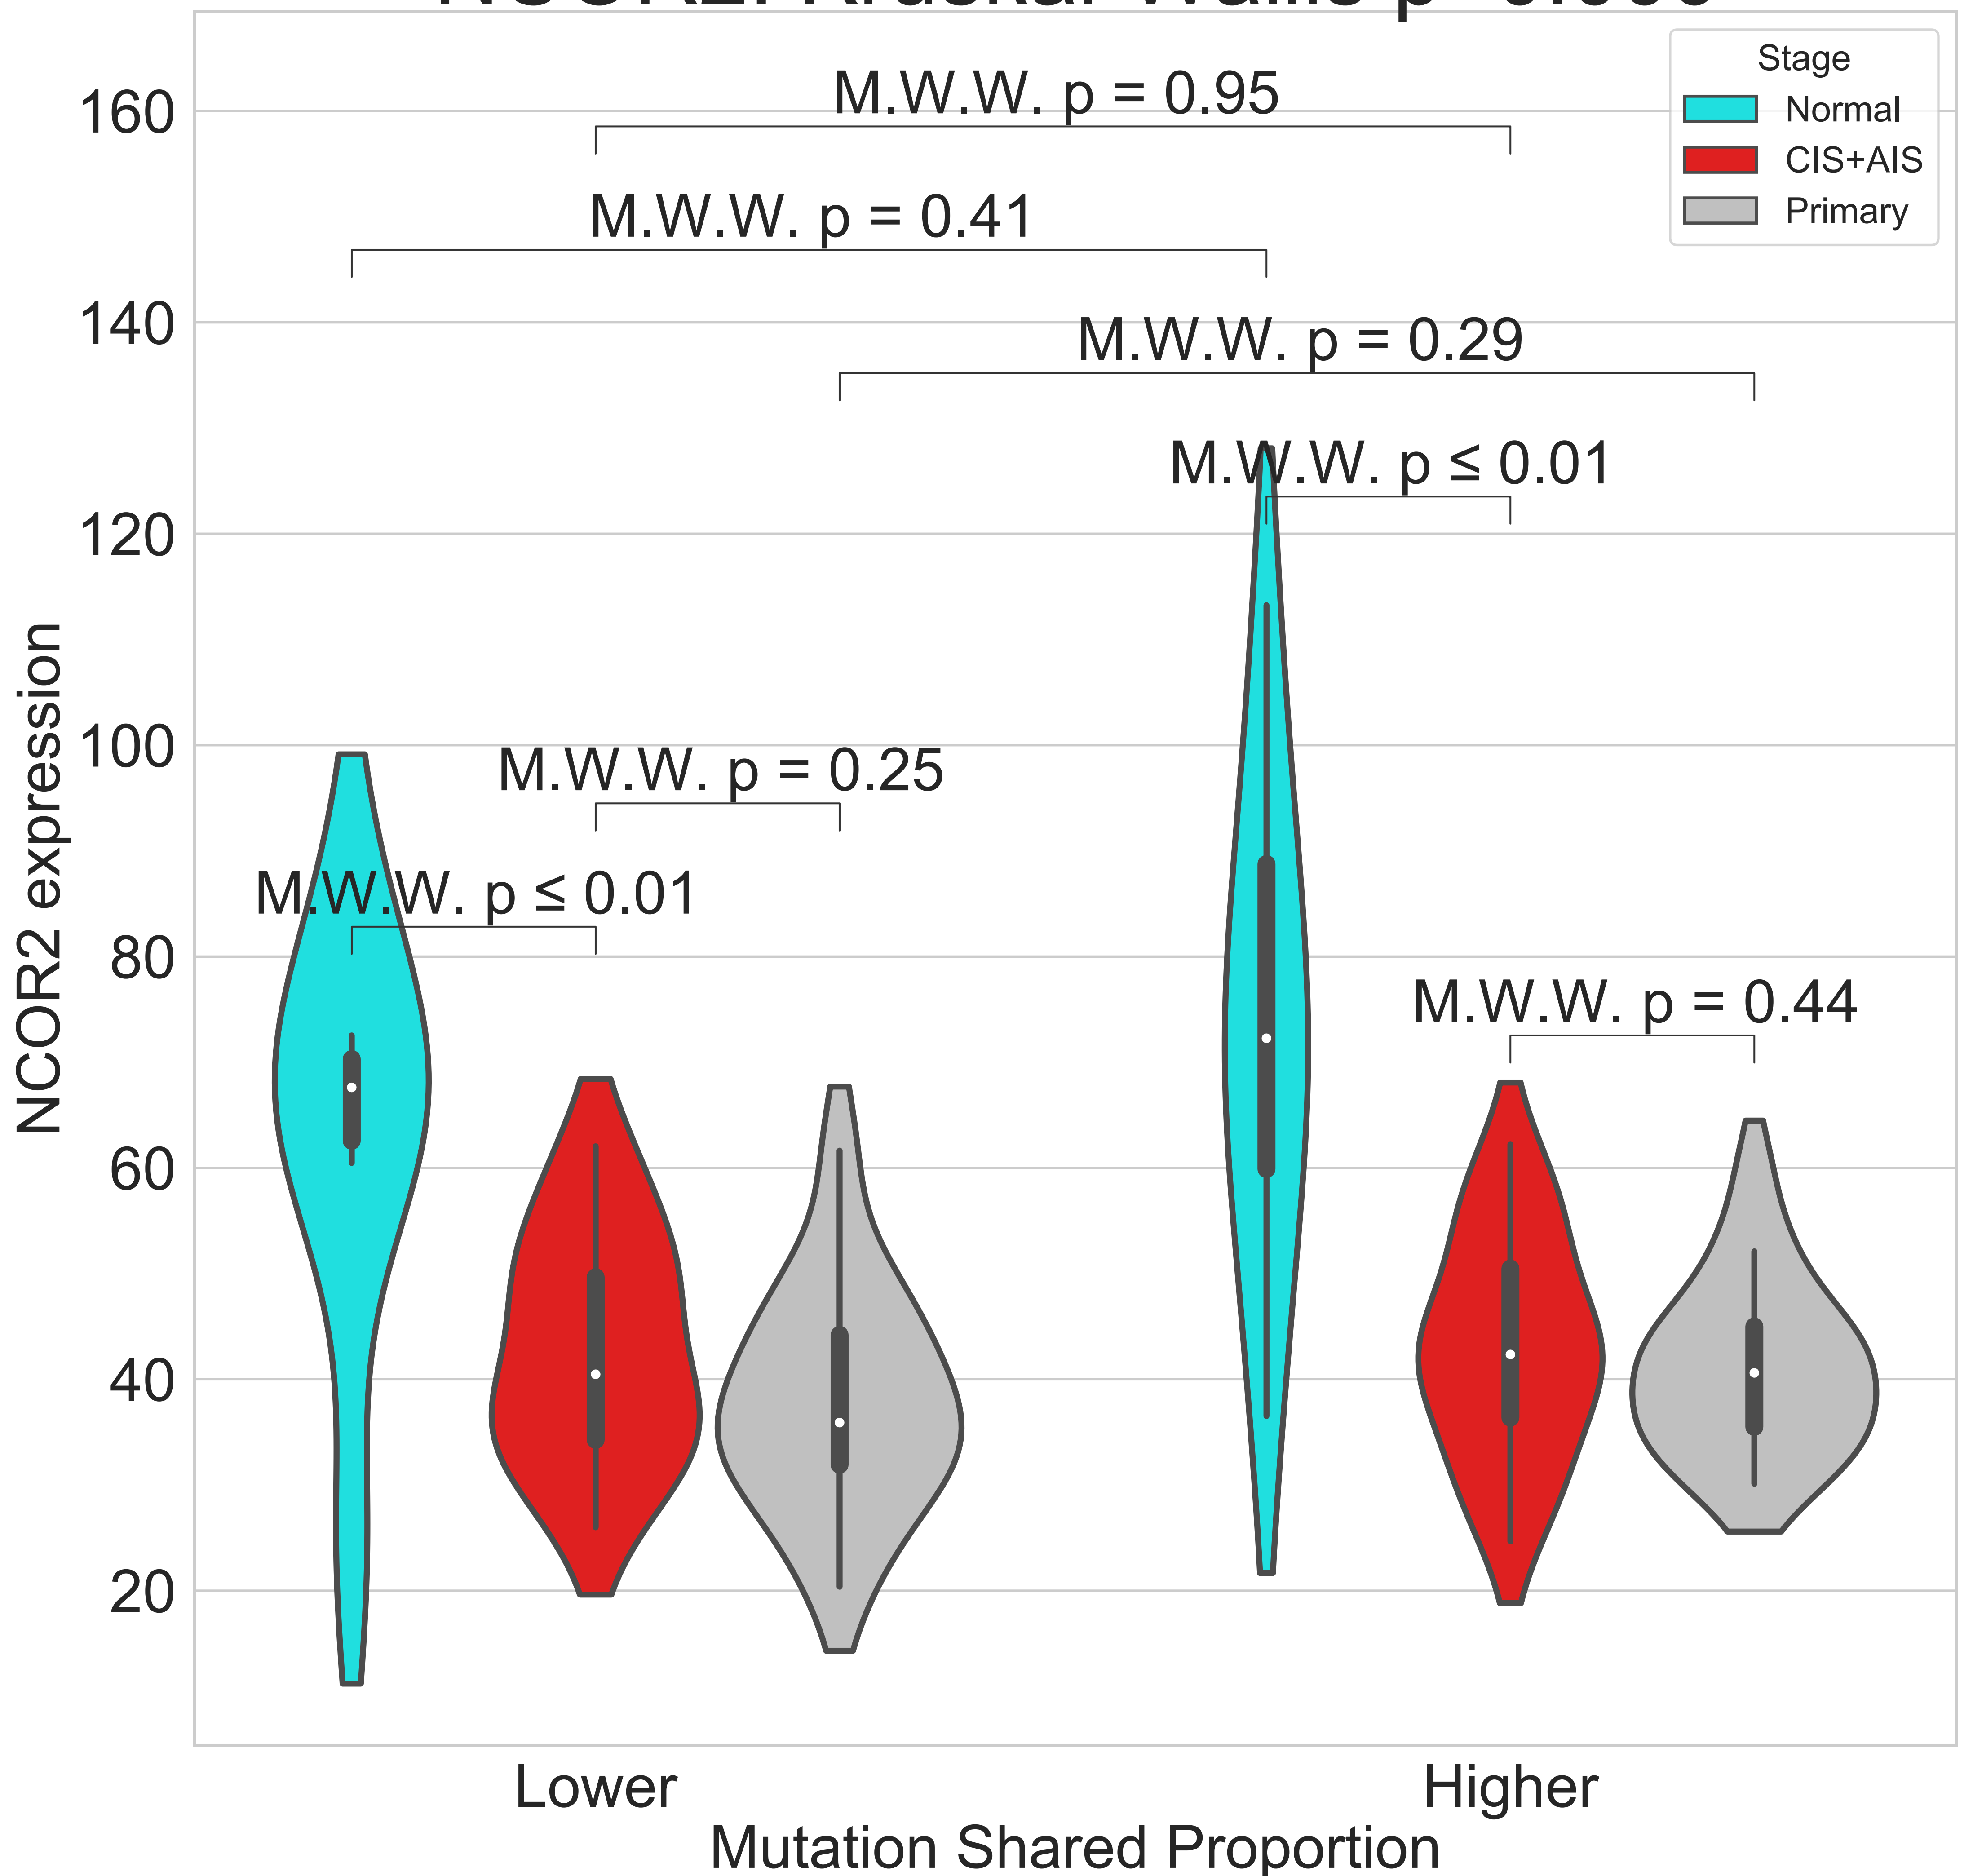 Stage
Normal
CIS+AIS
Primary
M.W.W. p = 0.95
M.W.W. p = 0.41
M.W.W. p = 0.29
M.W.W. p ≤ 0.01
M.W.W. p = 0.25
M.W.W. p ≤ 0.01
M.W.W. p = 0.44
160
140
120
100
80
60
40
20
NCOR2 expression
Lower
Higher
Mutation Shared Proportion